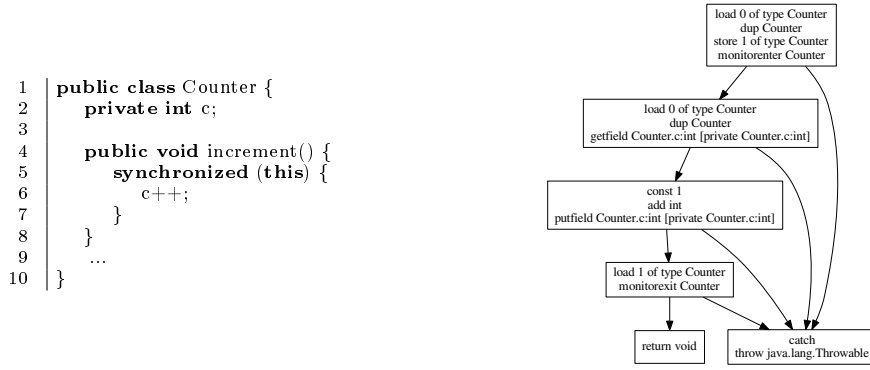 1 public class Counter {
2 private int c;
3
4 public void increment() {
5 synchronized (this) {
6 c++;
7 }
8 }
9 ...
10 }
load 0 of type Counter
dup Counter
store 1 of type Counter
monitorenter Counter
load 0 of type Counter
dup Counter
getfield Counter.c:int [private Counter.c:int]
const 1
add int
putfield Counter.c:int [private Counter.c:int]
load 1 of type Counter
monitorexit Counter
return void
catch
throw java.lang.Throwable